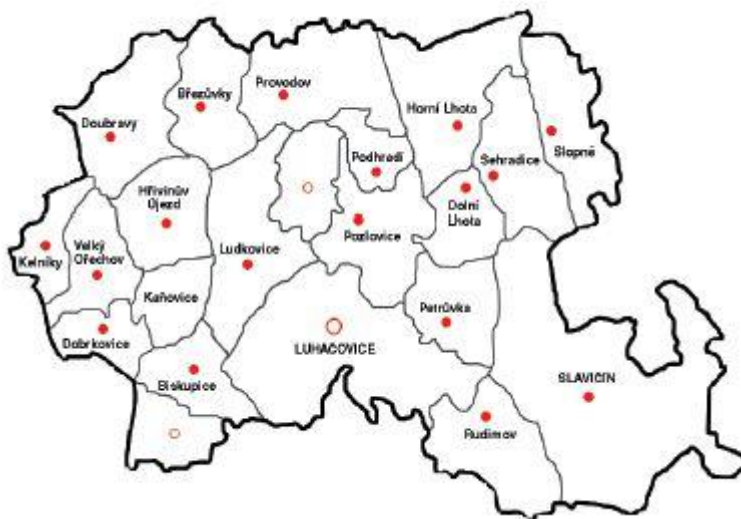 Provodov
Březůvky
Horní Lhota
Doubravy
Slopné
Podhradí
Sehradice
Hřivinův
Újezd
Dolní
Lhota
Pozlovice
Velký
Ořechov
Ludkovice
Kelníky
Kaňovice
Petrůvka
Dobrkovice
LUHAČOVICE
SLAVIČÍN
Biskupice
Rudimov